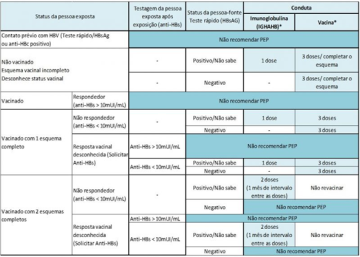 Status da pessoa exposta
Testagem da pessoa
exposta após
exposição (anti-HBs)
Status da pessoa-fonte
Teste rápido (HBsAG)
Conduta
Imunoglobulina
(IGHAHB)*
Vacina*
Contato prévio com HBV (Teste rápido/HBsAg
ou anti-HBc positivo)
Não recomendar PEP
Não vacinado
Esquema vacinal incompleto
Desconhece status vacinal
-
Positivo/Não sabe
1 dose
3 doses/ completar o
esquema
-
Negativo
-
3 doses/ completar o
esquema
Vacinado
Respondedor
(anti-HBs > 10mUI/mL)
Não recomendar PEP
Vacinado com 1 esquema
completo
Não respondedor
(anti-HBs < 10mUI/mL)
-
Positivo/Não sabe
1 dose
3 doses
Negativo
-
3 doses
Resposta vacinal
desconhecida (Solicitar
Anti-HBs)
Anti-HBs > 10mUI/mL
Não recomendar PEP
Anti-HBs < 10mUI/mL
Positivo/Não sabe
1 dose
3 doses
Negativo
-
3 doses
Vacinado com 2 esquemas
completos
Não respondedor
(anti-HBs < 10mUI/mL)
-
Positivo/Não sabe
2 doses
(1 mês de intervalo
entre as doses)
Não revacinar
Negativo
Não recomendar PEP
Resposta vacinal
desconhecida
(Solicitar Anti-HBs)
Anti-HBs > 10mUI/mL
Não recomendar PEP
Anti-HBs < 10mUI/mL
Positivo/Não sabe
2 doses
(1 mês de intervalo
entre as doses)
Não revacinar
Negativo
Não recomendar PEP